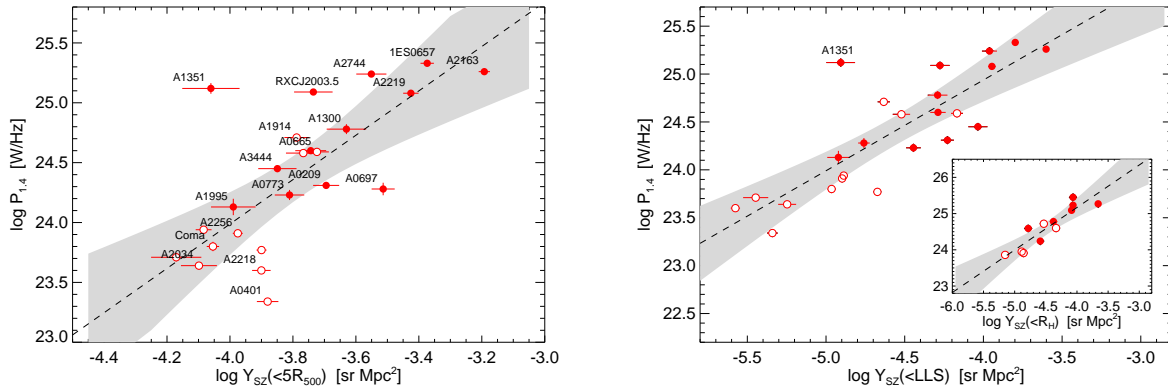 25.5
25.0
24.5
24.0
23.5
23.0
log P1.4 [W/Hz]
1ES0657
A2744
A2163
A1351
RXCJ2003.5
A2219
A1914
A1300
A0665
A3444
A0209
A0773
A0697
A1995
A2256
Coma
A2034
A2218
A0401
-4.4 -4.2 -4.0 -3.8 -3.6 -3.4 -3.2 -3.0
log YSZ(<5R500) [sr Mpc2]
25.5
25.0
24.5
24.0
23.5
23.0
22.5
log P1.4 [W/Hz]
A1351
26
25
24
23
-6.0 -5.5 -5.0 -4.5 -4.0 -3.5 -3.0
log YSZ(<RH) [sr Mpc2]
-5.5 -5.0 -4.5 -4.0 -3.5 -3.0
log YSZ(<LLS) [sr Mpc2]